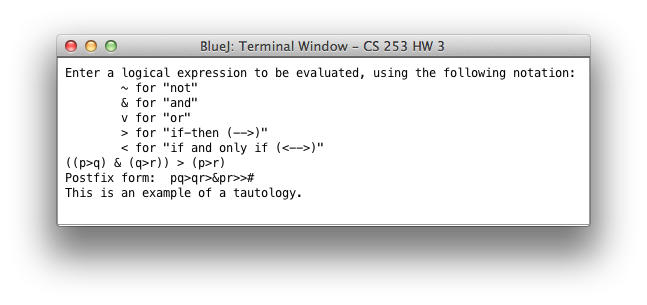 BlueJ: Terminal Window – CS 253 HW 3
Enter a logical expression to be evaluated, using the following notation:
~ for "not"
& for "and"
v for "or"
> for "if-then (-->)"
< for "if and only if (<-->)"
((p>q) & (q>r)) > (p>r)
Postfix form:  pq>qr>&pr>>#
This is an example of a tautology.